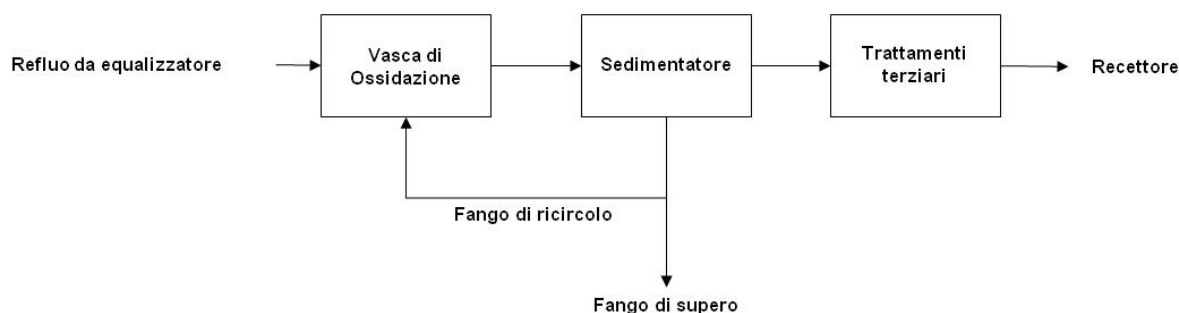 Refluo da equalizzatore
Vasca di
Ossidazione
Sedimentatore
Trattamenti
terziari
Recettore
Fango di ricircolo
Fango di supero